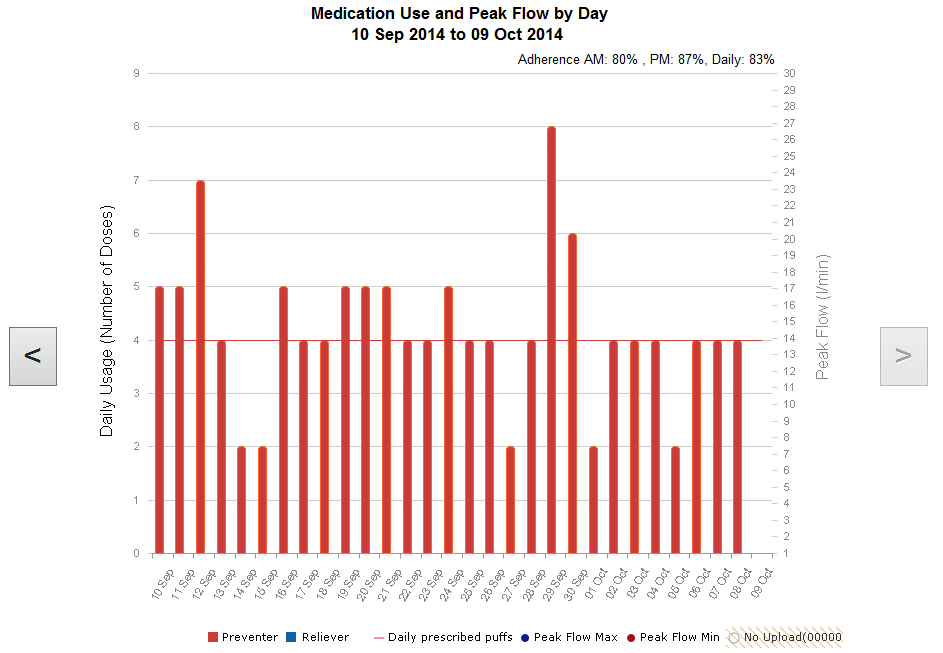 Medication Use and Peak Flow by Day
10 Sep 2014 to 09 Oct 2014
Adherence AM: 80% , PM: 87%, Daily: 83%
9
8
7
6
5
4
3
2
1
0
Daily Usage (Number of Doses)
30
29
28
27
26
25
24
23
22
21
20
19
18
17
16
15
14
13
12
11
10
9
8
7
6
5
4
3
2
1
Peak Flow (l/min)
<
>
10 Sep
11 Sep
12 Sep
13 Sep
14 Sep
15 Sep
16 Sep
17 Sep
18 Sep
19 Sep
20 Sep
21 Sep
22 Sep
23 Sep
24 Sep
25 Sep
26 Sep
27 Sep
28 Sep
29 Sep
30 Sep
01 Oct
02 Oct
03 Oct
04 Oct
05 Oct
06 Oct
07 Oct
08 Oct
09 Oct
Preventer Reliever Daily prescribed puffs Peak Flow Max Peak Flow Min No Upload(00000